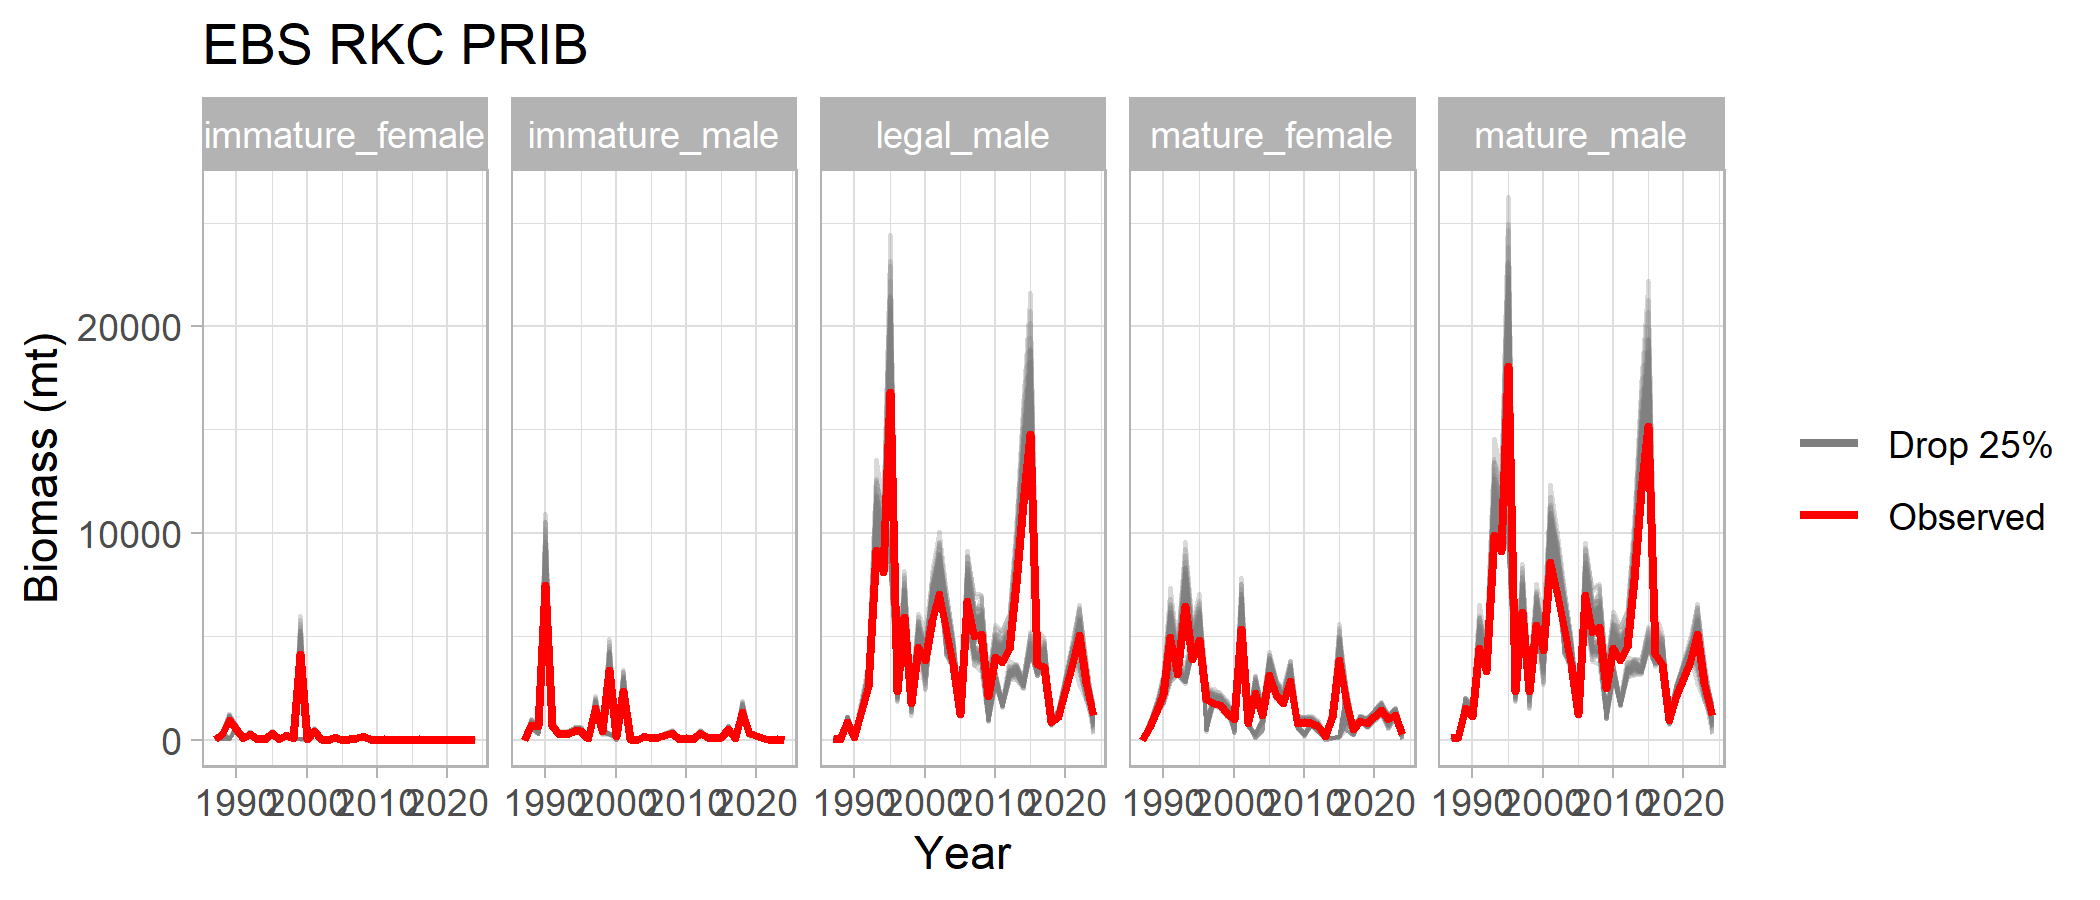 EBS RKC PRIB
immature_female immature_male legal_male mature_female mature_male
20000
10000
0
Biomass (mt)
1990 2000 2010 2020 1990 2000 2010 2020 1990 2000 2010 2020 1990 2000 2010 2020 1990 2000 2010 2020
Year
Drop 25%
Observed